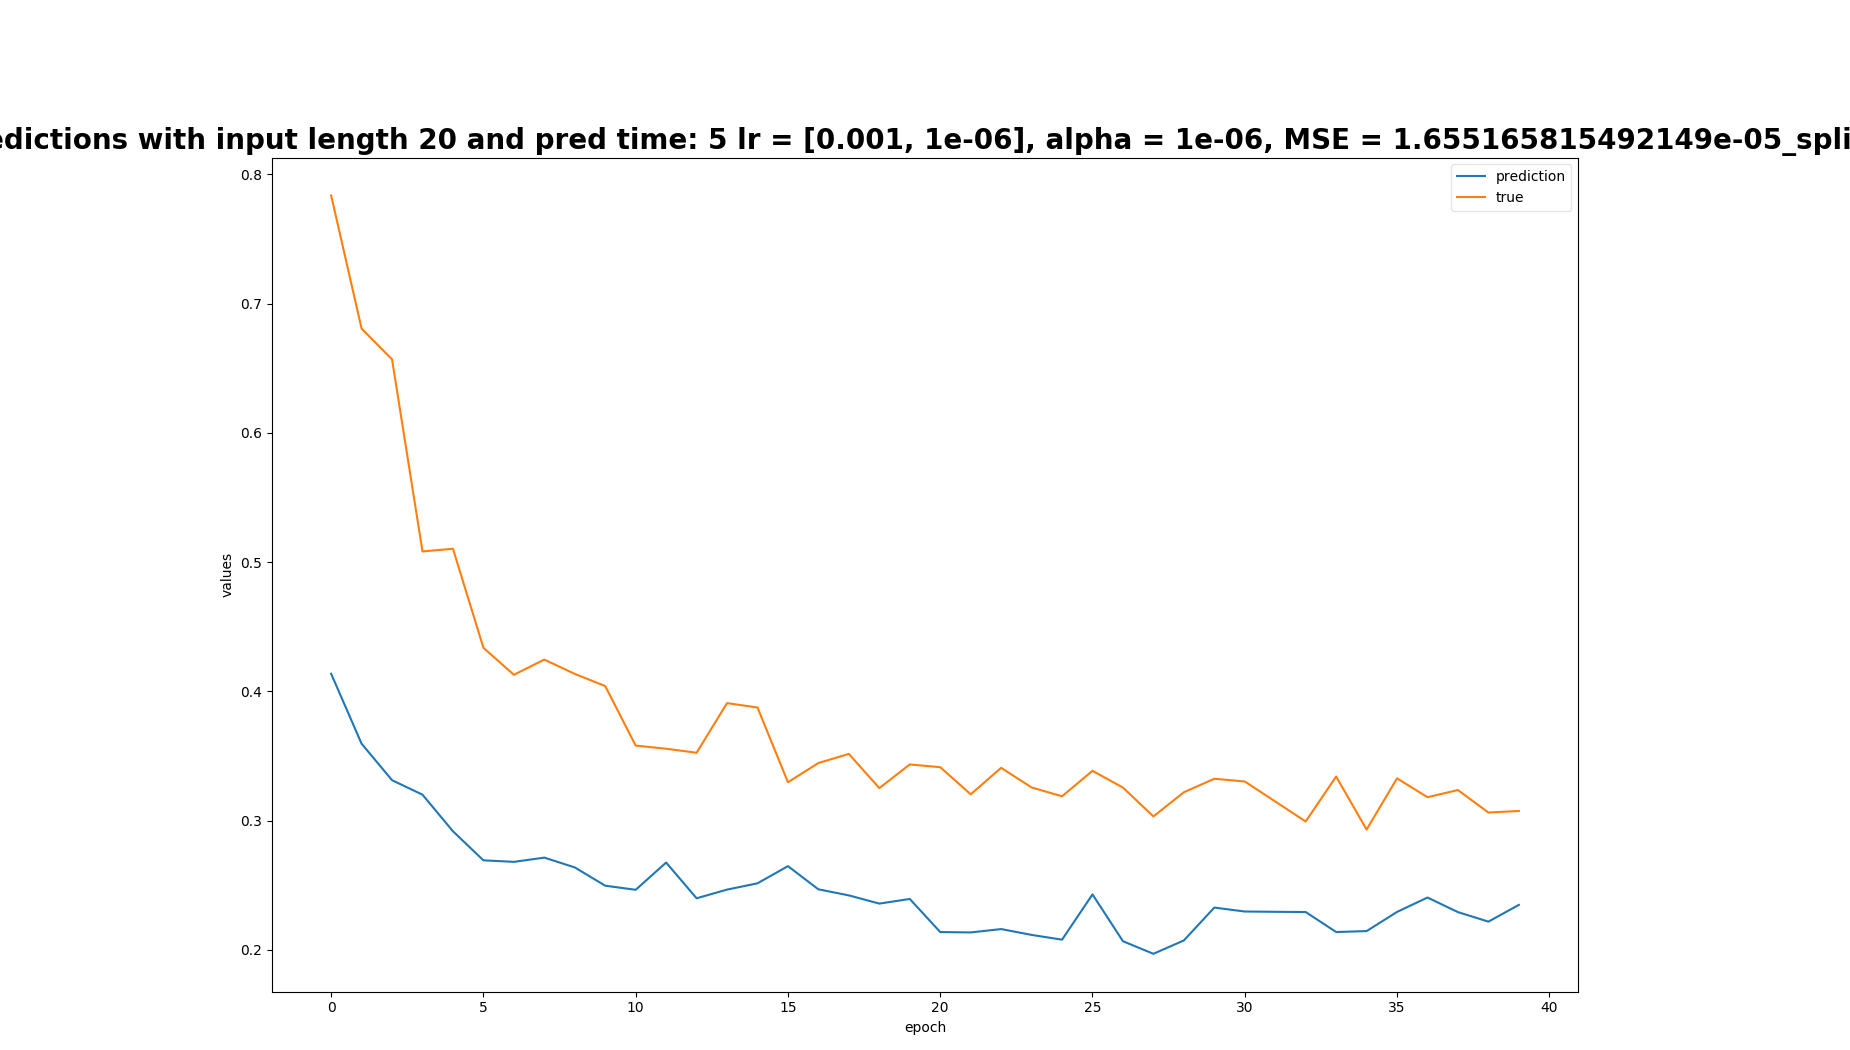 edictions with input length 20 and pred time: 5 lr = [0.001, 1e-06], alpha = 1e-06, MSE = 1.655165815492149e-05_spli
prediction
true
0.8
0.7
0.6
0.5
0.4
0.3
0.2
values
0 5 10 15 20 25 30 35 40
epoch